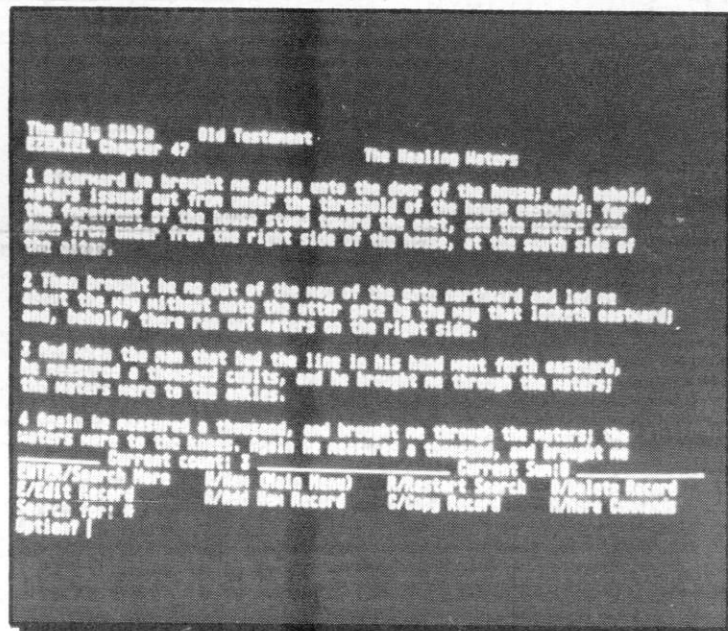 The Holy Bible Old Testament
EZEKIEL Chapter 47 The Healing Waters
1 Afterward he brought me again unto the door of the house; and, behold,
waters issued out from under the threshold of the house eastward: for
the forefront of the house stood toward the east, and the waters came
down from under from the right side of the house, at the south side of
the altar.
2 Then brought he me out of the way of the gate northward and led me
about the way without unto the utter gate by the way that looketh eastward;
and, behold, there ran out waters on the right side.
3 And when the man that had the line in his hand went forth eastward,
he measured a thousand cubits, and he brought me through the waters;
the waters were to the ankles.
4 Again he measured a thousand, and brought me through the waters; the
waters were to the knees. Again he measured a thousand, and brought me
Current count: 3 Current Sum:0
ENTER/Search More (Main Menu) R/Restart Search D/Delete Record
E/Edit Record A/Add New Record C/Copy Record M/More Commands
Search for:
Option?